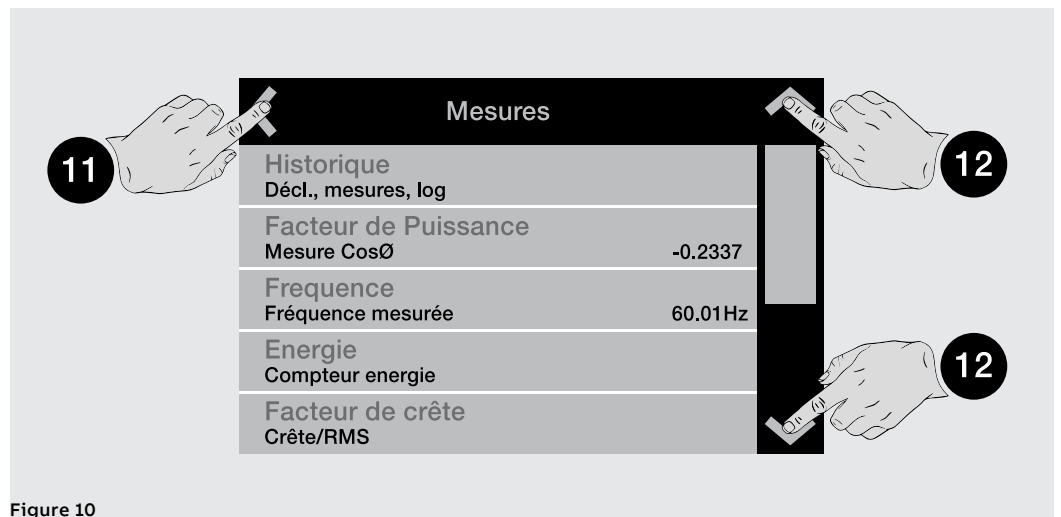 Mesures
11
12
Historique
Décl., mesures, log
Facteur de Puissance
Mesure CosØ -0.2337
Frequence
Fréquence mesurée 60.01Hz
Energie
Compteur energie
12
Facteur de crête
Crête/RMS
Figure 10